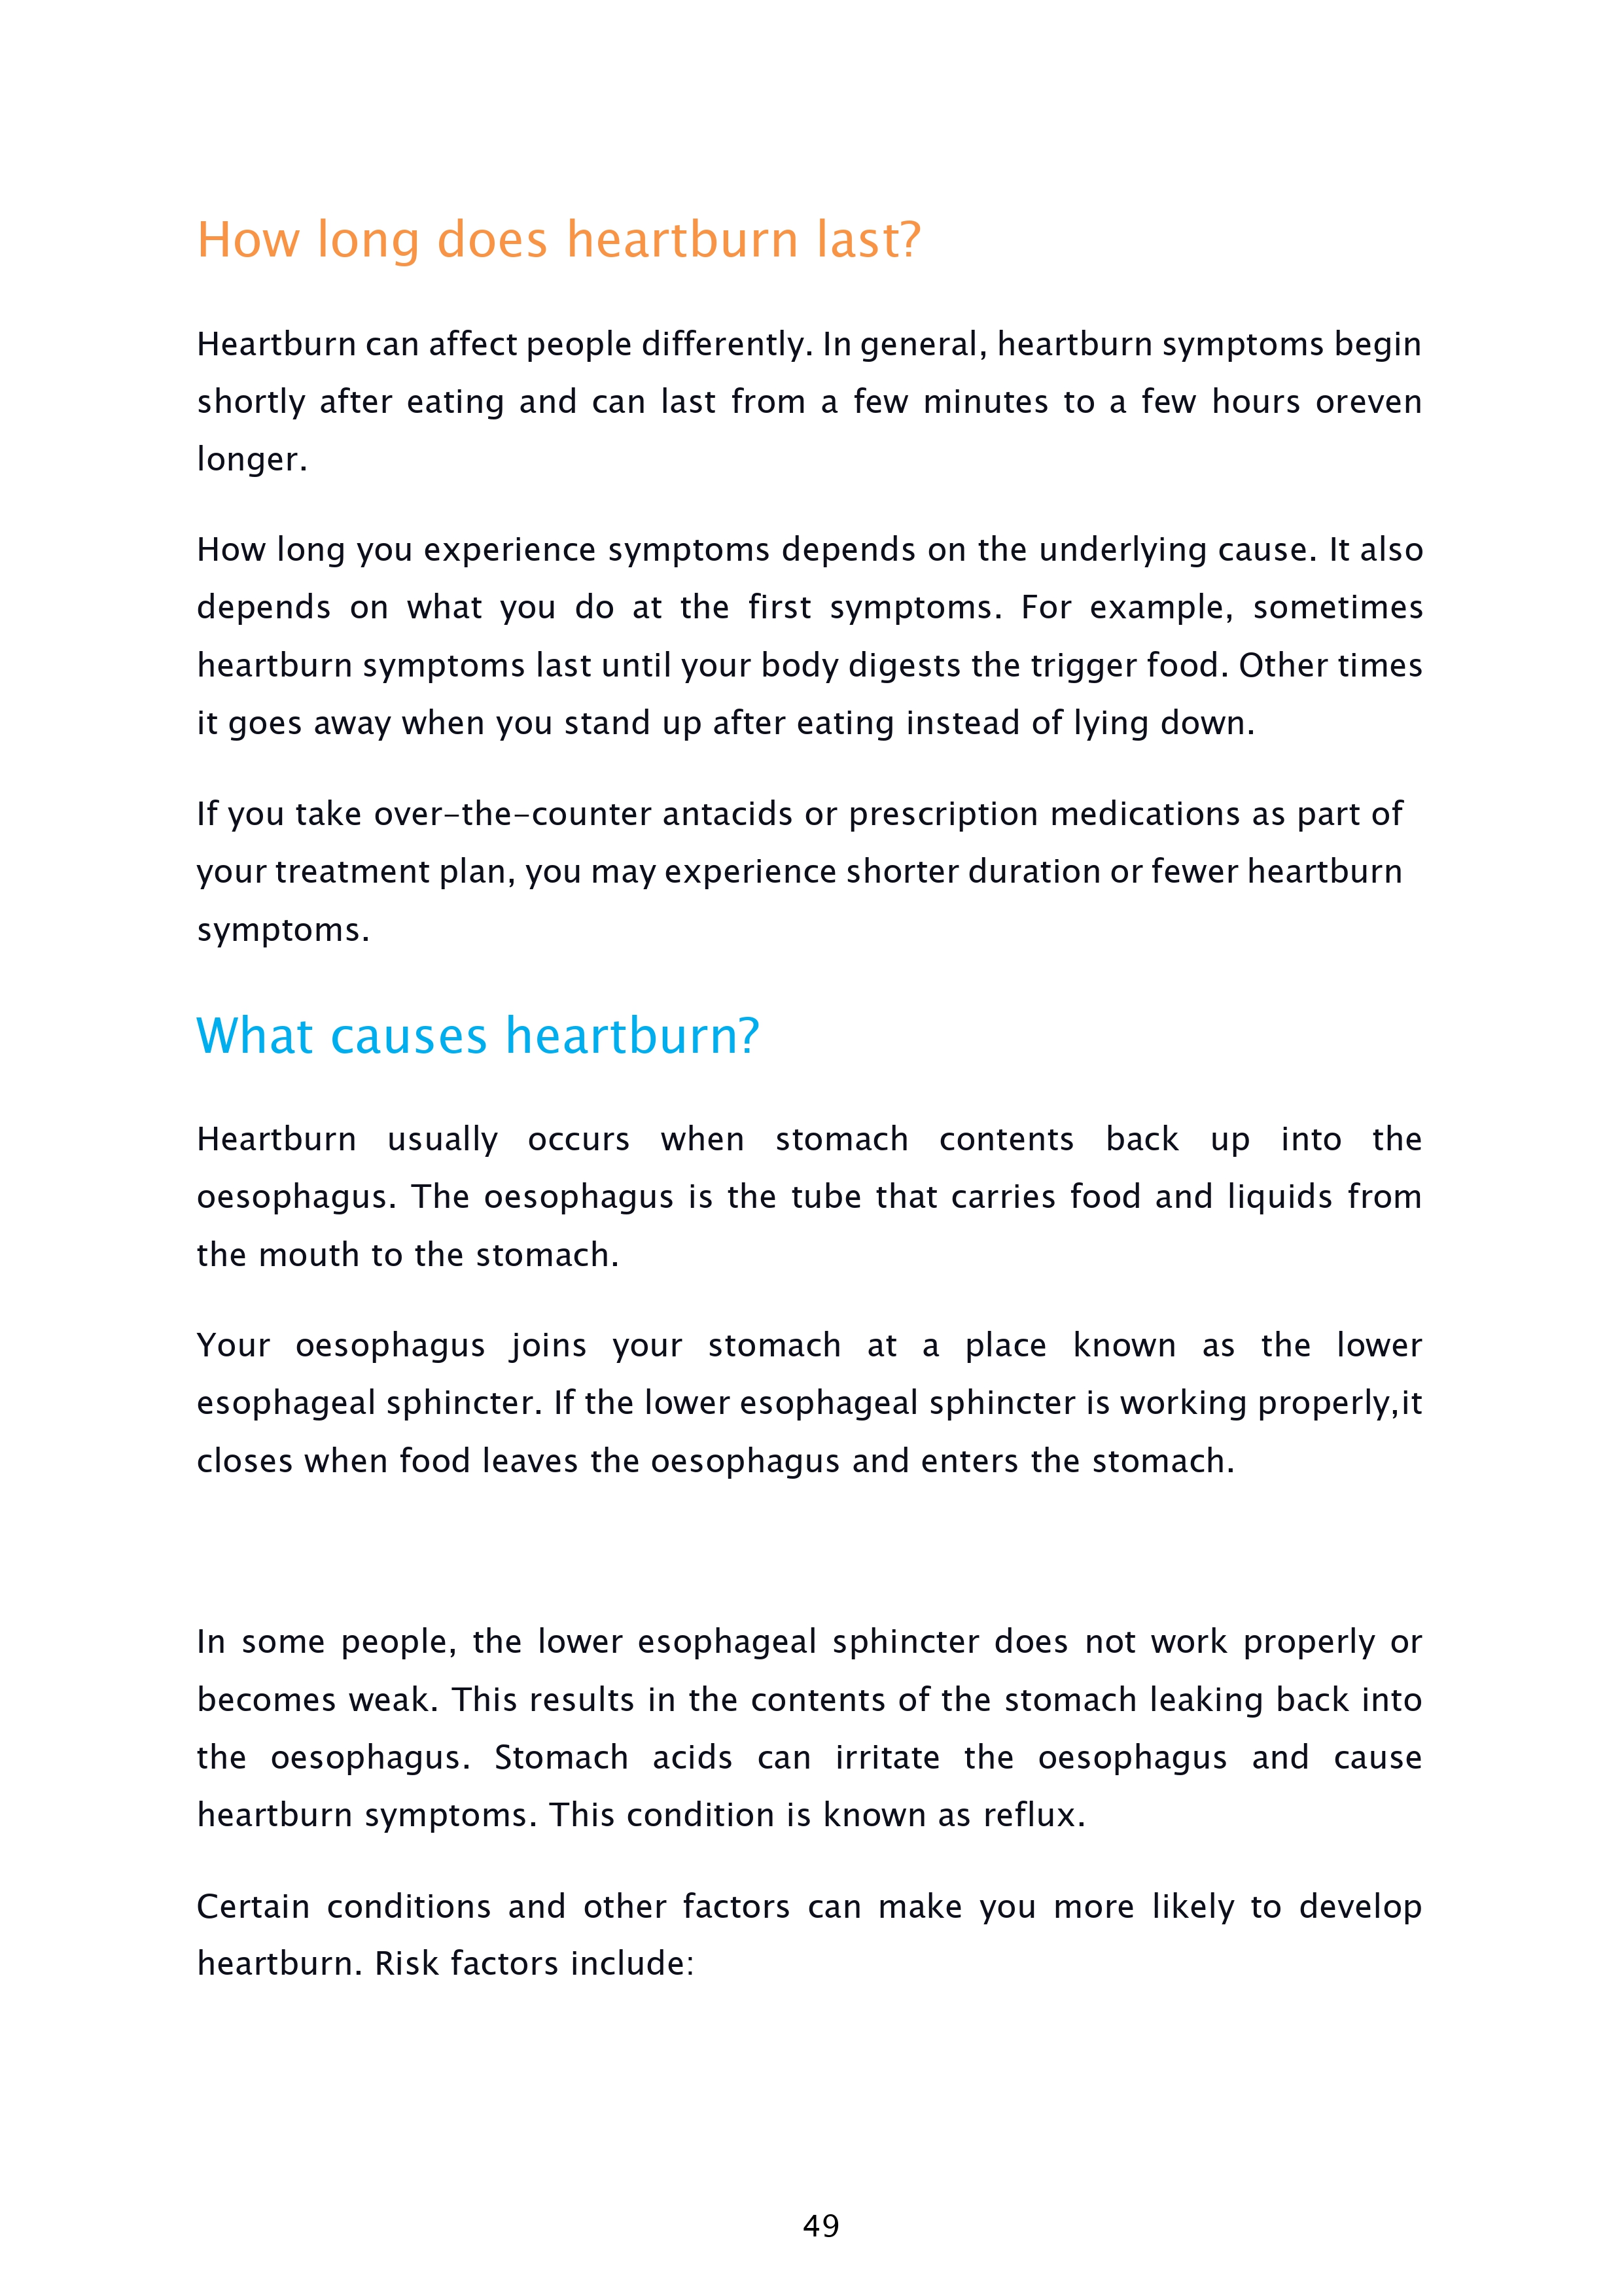 How long does heartburn last?
Heartburn can affect people differently. In general, heartburn symptoms begin
shortly after eating and can last from a few minutes to a few hours oreven
longer.
How long you experience symptoms depends on the underlying cause. It also
depends on what you do at the first symptoms. For example, sometimes
heartburn symptoms last until your body digests the trigger food. Other times
it goes away when you stand up after eating instead of lying down.
If you take over-the-counter antacids or prescription medications as part of
your treatment plan, you may experience shorter duration or fewer heartburn
symptoms.
What causes heartburn?
Heartburn usually occurs when stomach contents back up into the
oesophagus. The oesophagus is the tube that carries food and liquids from
the mouth to the stomach.
Your oesophagus joins your stomach at a place known as the lower
esophageal sphincter. If the lower esophageal sphincter is working properly,it
closes when food leaves the oesophagus and enters the stomach.
In some people, the lower esophageal sphincter does not work properly or
becomes weak. This results in the contents of the stomach leaking back into
the oesophagus. Stomach acids can irritate the oesophagus and cause
heartburn symptoms. This condition is known as reflux.
Certain conditions and other factors can make you more likely to develop
heartburn. Risk factors include:
49